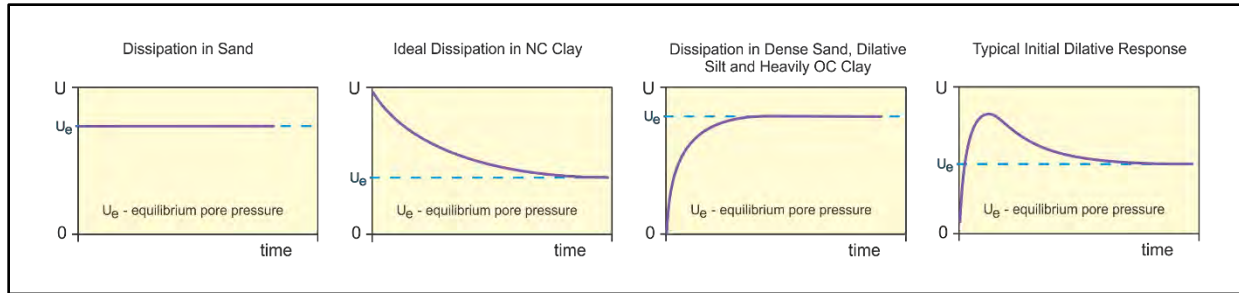 Dissipation in Sand
U
Ue
Ue - equilibrium pore pressure
0
time
Ideal Dissipation in NC Clay
U
Ue
Ue - equilibrium pore pressure
0
time
Dissipation in Dense Sand, Dilative
Silt and Heavily OC Clay
U
Ue
Ue - equilibrium pore pressure
0
time
Typical Initial Dilative Response
U
Ue
Ue - equilibrium pore pressure
0
time